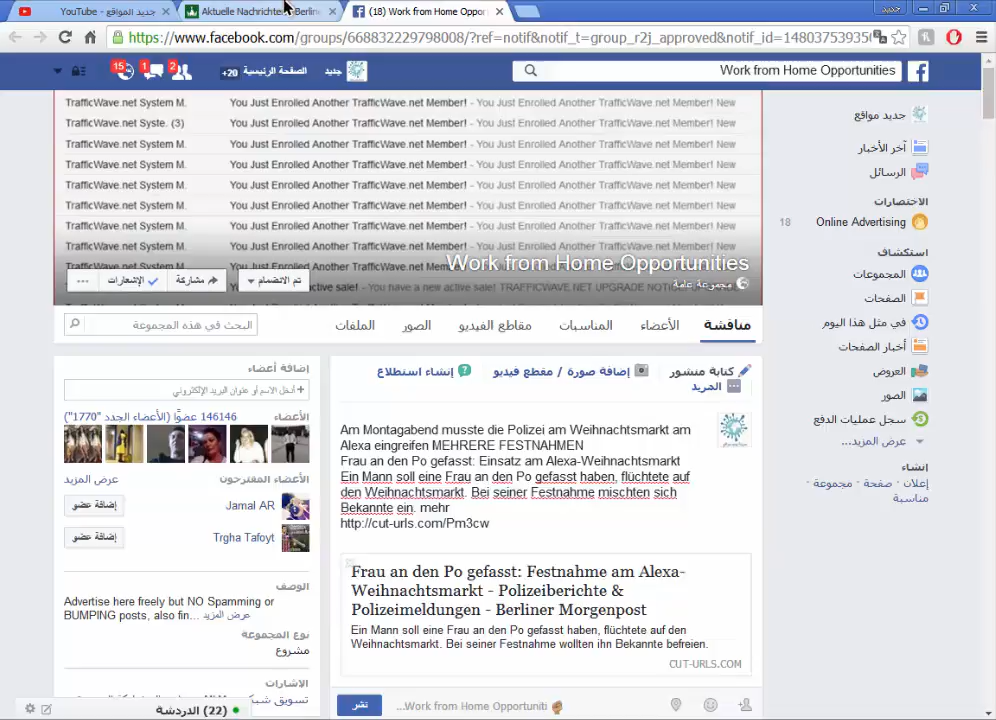 جديد المواقع - YouTube
Aktuelle Nachrichten - Berline
(18) Work from Home Oppor
https://www.facebook.com/groups/668832229798008/?ref=notif&notif_t=group_r2j_approved&notif_id=14803753935
15
1
2
+20
الصفحة الرئيسية
جديد
Work from Home Opportunities
TrafficWave.net System M. You Just Enrolled Another TrafficWave.net Member! - You Just Enrolled Another TrafficWave.net Member! New
TrafficWave.net Syste. (3) You Just Enrolled Another TrafficWave.net Member! - You Just Enrolled Another TrafficWave.net Member! New
TrafficWave.net System M. You Just Enrolled Another TrafficWave.net Member! - You Just Enrolled Another TrafficWave.net Member! New
TrafficWave.net System M. You Just Enrolled Another TrafficWave.net Member! - You Just Enrolled Another TrafficWave.net Member! New
TrafficWave.net System M. You Just Enrolled Another TrafficWave.net Member! - You Just Enrolled Another TrafficWave.net Member! New
TrafficWave.net System M. You Just Enrolled Another TrafficWave.net Member! - You Just Enrolled Another TrafficWave.net Member! New
TrafficWave.net System M. You Just Enrolled Another TrafficWave.net Member! - You Just Enrolled Another TrafficWave.net Member! New
TrafficWave.net System M. You Just Enrolled Another TrafficWave.net Member! - You Just Enrolled Another TrafficWave.net Member! New
Work from Home Opportunities
مجموعة عامة
تم الانضمام
مشاركة
الإشعارات
active sale! - You have a new active sale! TRAFFICWAVE.NET UPGRADE
مناقشة
الأعضاء
المناسبات
مقاطع الفيديو
الصور
الملفات
البحث في هذه المجموعة
جديد مواقع
آخر الأخبار
الرسائل
الاختصارات
Online Advertising 18
استكشاف
المجموعات
الصفحات
في مثل هذا اليوم
أخبار الصفحات
العروض
الصور
سجل عمليات الدفع
عرض المزيد...
إنشاء
إعلان · صفحة · مجموعة ·
مناسبة
كتابة منشور
إضافة صورة / مقطع فيديو
إنشاء استطلاع
المزيد
Am Montagabend musste die Polizei am Weihnachtsmarkt am
Alexa eingreifen MEHRERE FESTNAHMEN
Frau an den Po gefasst: Einsatz am Alexa-Weihnachtsmarkt
Ein Mann soll eine Frau an den Po gefasst haben, flüchtete auf
den Weihnachtsmarkt. Bei seiner Festnahme mischten sich
Bekannte ein. mehr
http://cut-urls.com/Pm3cw
Frau an den Po gefasst: Festnahme am Alexa-
Weihnachtsmarkt - Polizeiberichte &
Polizeimeldungen - Berliner Morgenpost
Ein Mann soll eine Frau an den Po gefasst haben, flüchtete auf den
Weihnachtsmarkt. Bei seiner Festnahme wollten ihn Bekannte befreien.
CUT-URLS.COM
...Work from Home Opportuniti
نشر
إضافة أعضاء
+ أدخل الاسم أو عنوان البريد الإلكتروني
الأعضاء
146146 عضوًا (الأعضاء الجدد "1770")
الأعضاء المقترحون
عرض المزيد
Jamal AR
إضافة عضو
Trgha Tafoyt
إضافة عضو
الوصف
Advertise here freely but NO Spamming or
BUMPING posts, also fin... عرض المزيد
نوع المجموعة
مشروع
الاشارات
الدردشة (22)